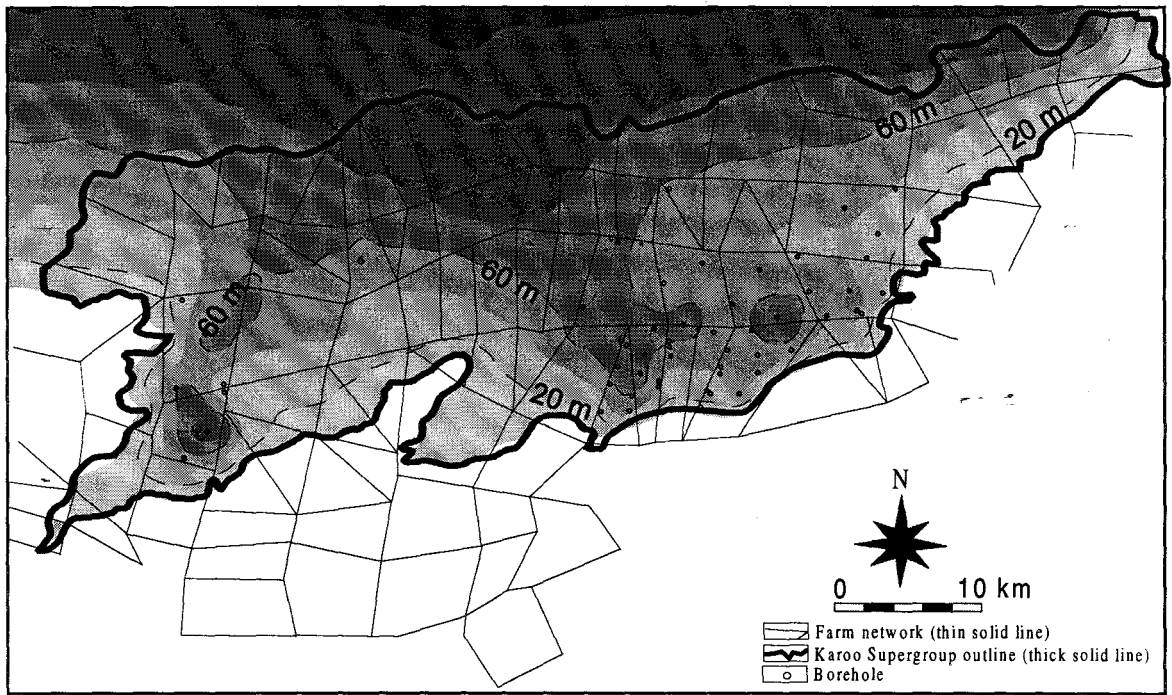 60 m
20 m
60 m
60 m
20 m
N
0 10 km
Farm network (thin solid line)
Karoo Supergroup outline (thick solid line)
Borehole